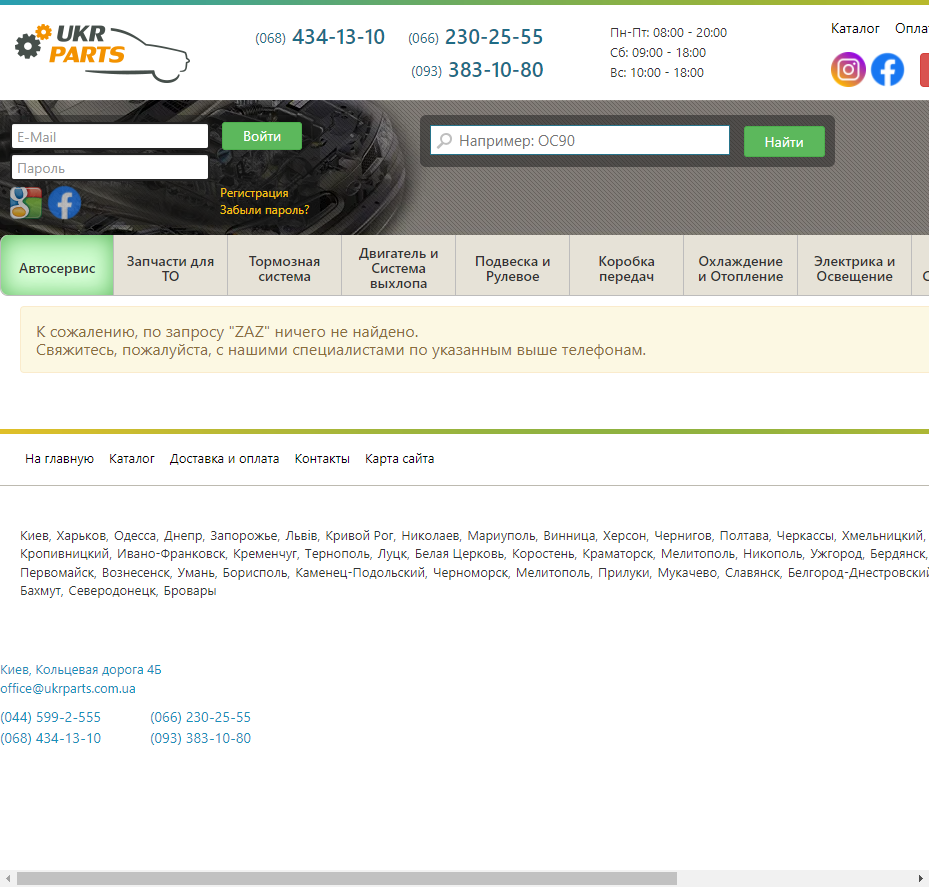 UKR
PARTS
(068) 434-13-10 (066) 230-25-55
(093) 383-10-80
Пн-Пт: 08:00 - 20:00
Сб: 09:00 - 18:00
Вс: 10:00 - 18:00
Каталог Опла
E-Mail
Войти
Пароль
Регистрация
Забыли пароль?
Например: OC90
Найти
Автосервис
Запчасти для
ТО
Тормозная
система
Двигатель и
Система
выхлопа
Подвеска и
Рулевое
Коробка
передач
Охлаждение
и Отопление
Электрика и
Освещение
К сожалению, по запросу "ZAZ" ничего не найдено.
Свяжитесь, пожалуйста, с нашими специалистами по указанным выше телефонам.
На главную Каталог Доставка и оплата Контакты Карта сайта
Киев, Харьков, Одесса, Днепр, Запорожье, Львів, Кривой Рог, Николаев, Мариуполь, Винница, Херсон, Чернигов, Полтава, Черкассы, Хмельницкий,
Кропивницкий, Ивано-Франковск, Кременчуг, Тернополь, Луцк, Белая Церковь, Коростень, Краматорск, Мелитополь, Никополь, Ужгород, Бердянск,
Первомайск, Вознесенск, Умань, Борисполь, Каменец-Подольский, Черноморск, Мелитополь, Прилуки, Мукачево, Славянск, Белгород-Днестровский
Бахмут, Северодонецк, Бровары
Киев, Кольцевая дорога 4Б
office@ukrparts.com.ua
(044) 599-2-555 (066) 230-25-55
(068) 434-13-10 (093) 383-10-80